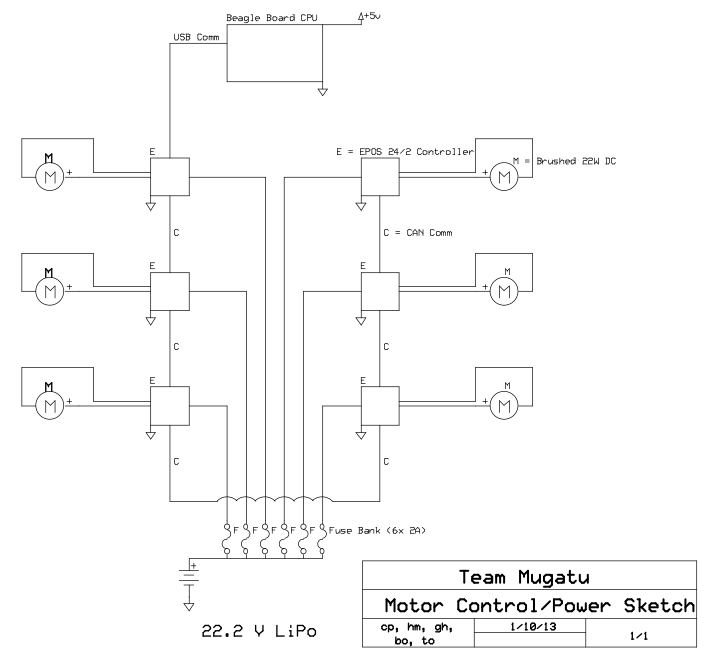 Beagle Board CPU
+5v
USB Comm
E
E = EPOS 24/2 Controller
M
M
+
+
M
M = Brushed 22W DC
C
C = CAN Comm
E
E
M
M
+
+
M
M
C
C
E
E
M
M
+
+
M
M
C
C
F
F
F
F
F
Fuse Bank (6x 2A)
+
22.2 V LiPo
Team Mugatu
Motor Control/Power Sketch
cp, hm, gh,
bo, to
1/10/13
1/1